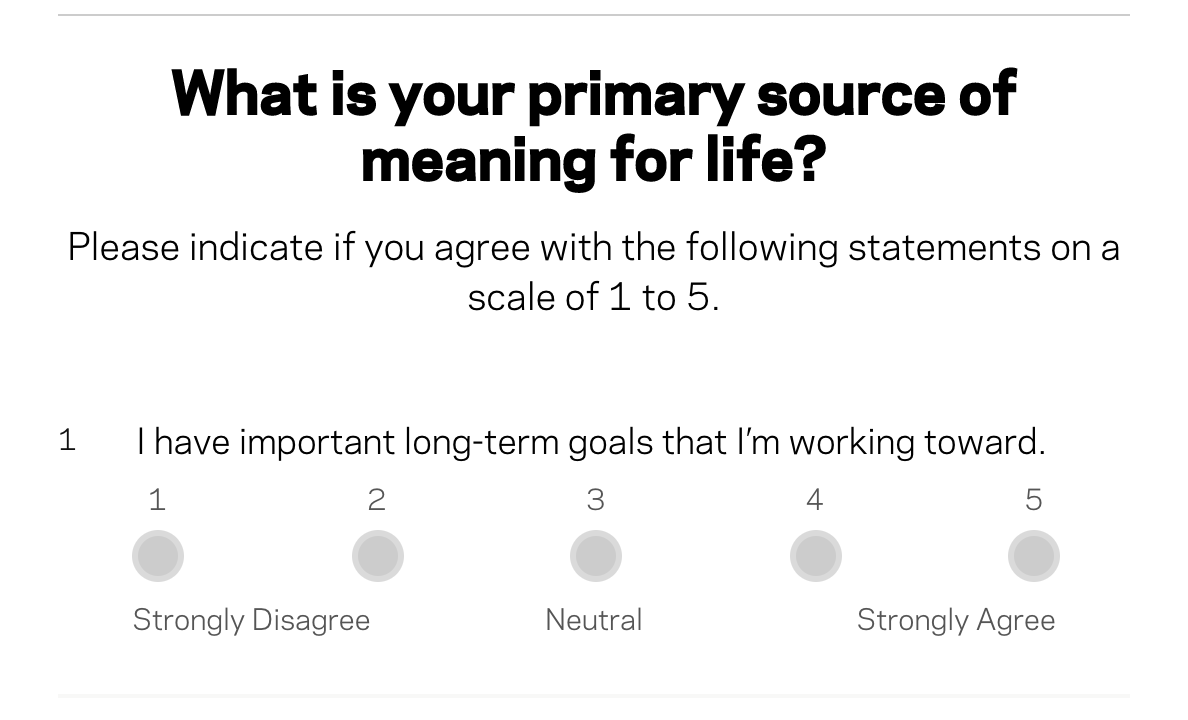 What is your primary source of
meaning for life?
Please indicate if you agree with the following statements on a
scale of 1 to 5.
1 I have important long-term goals that I'm working toward.
1 2 3 4 5
Strongly Disagree Neutral Strongly Agree